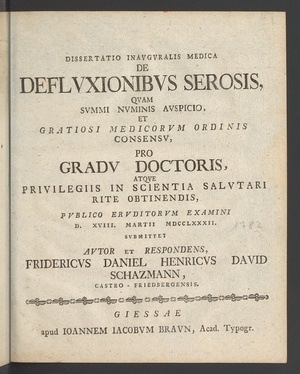 DISSERTATIO INAVGVRALIS MEDICA
DE
DEFLVXIONIBVS SEROSIS,
QVAM
SVMMI NVMINIS AVSPICIO,
ET
GRATIOSI MEDICORVM ORDINIS
CONSENSV,
PRO
GRADV DOCTORIS,
ATQVE
PRIVILEGIIS IN SCIENTIA SALVTARI
RITE OBTINENDIS,
PVBLICO ERVDITORVM EXAMINI
D. XVIII. MARTII MDCCLXXXII.
1782
SVBMITTET
AVTOR ET RESPONDENS,
FRIDERICVS DANIEL HENRICVS DAVID
SCHAZMANN,
CASTRO - FRIEDBERGENSIS.
GIESSAE
apud IOANNEM IACOBVM BRAVN, Acad. Typogr.